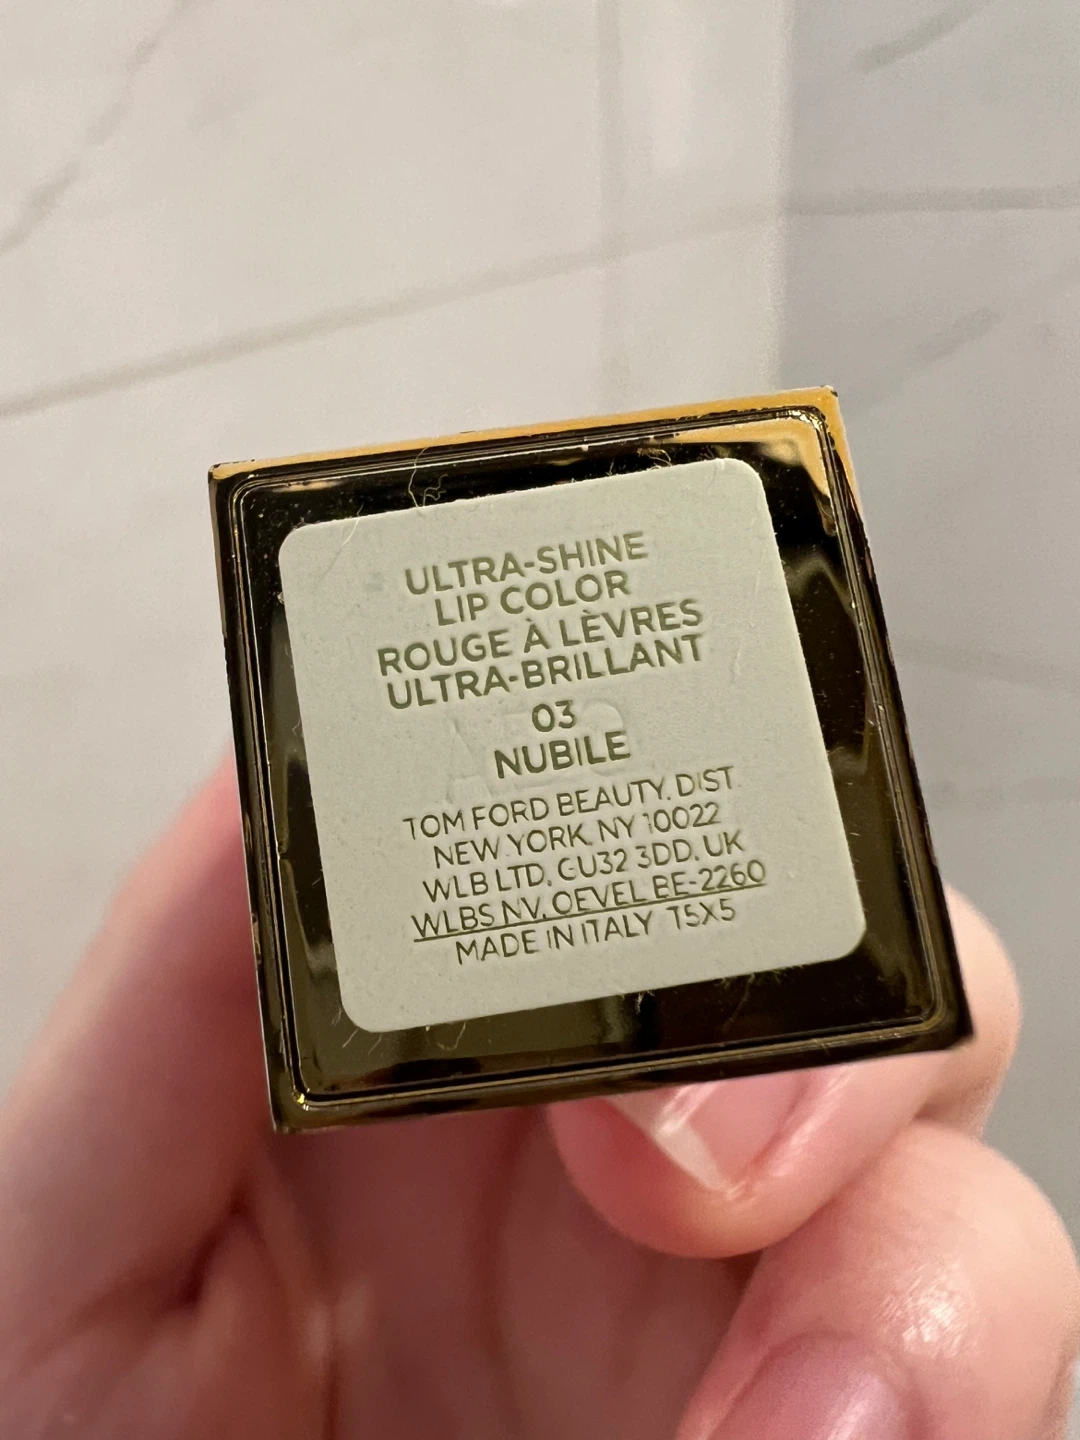 ULTRA-SHINE
LIP COLOR
ROUGE À LÈVRES
ULTRA-BRILLANT
03
NUBILE
TOM FORD BEAUTY, DIST.
NEW YORK, NY 10022
WLB LTD, GU32 3DD, UK
WLBS NV, OEVEL BE-2260
MADE IN ITALY T5X5